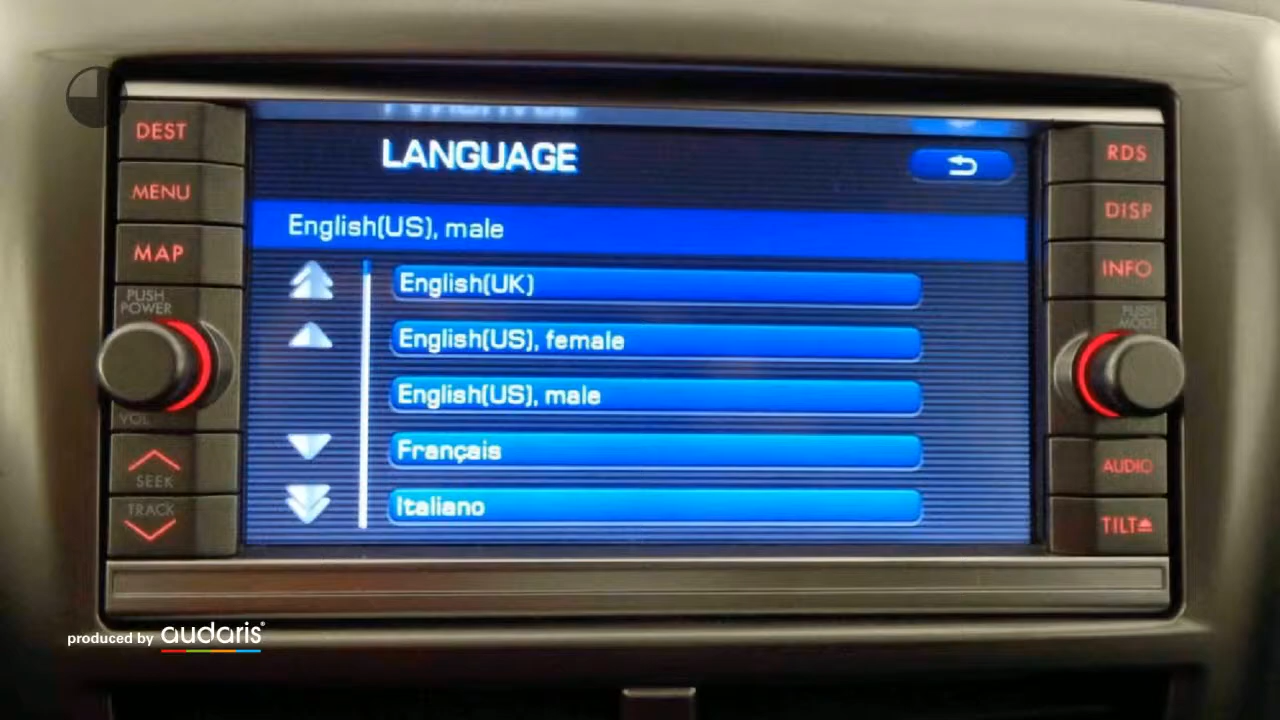 DEST
MENU
MAP
PUSH
POWER
VOL
SEEK
TRACK
LANGUAGE
English(US), male
English(UK)
English(US), female
English(US), male
Français
Italiano
RDS
DISP
INFO
PUSH
AUDIO
TILT
produced by audaris